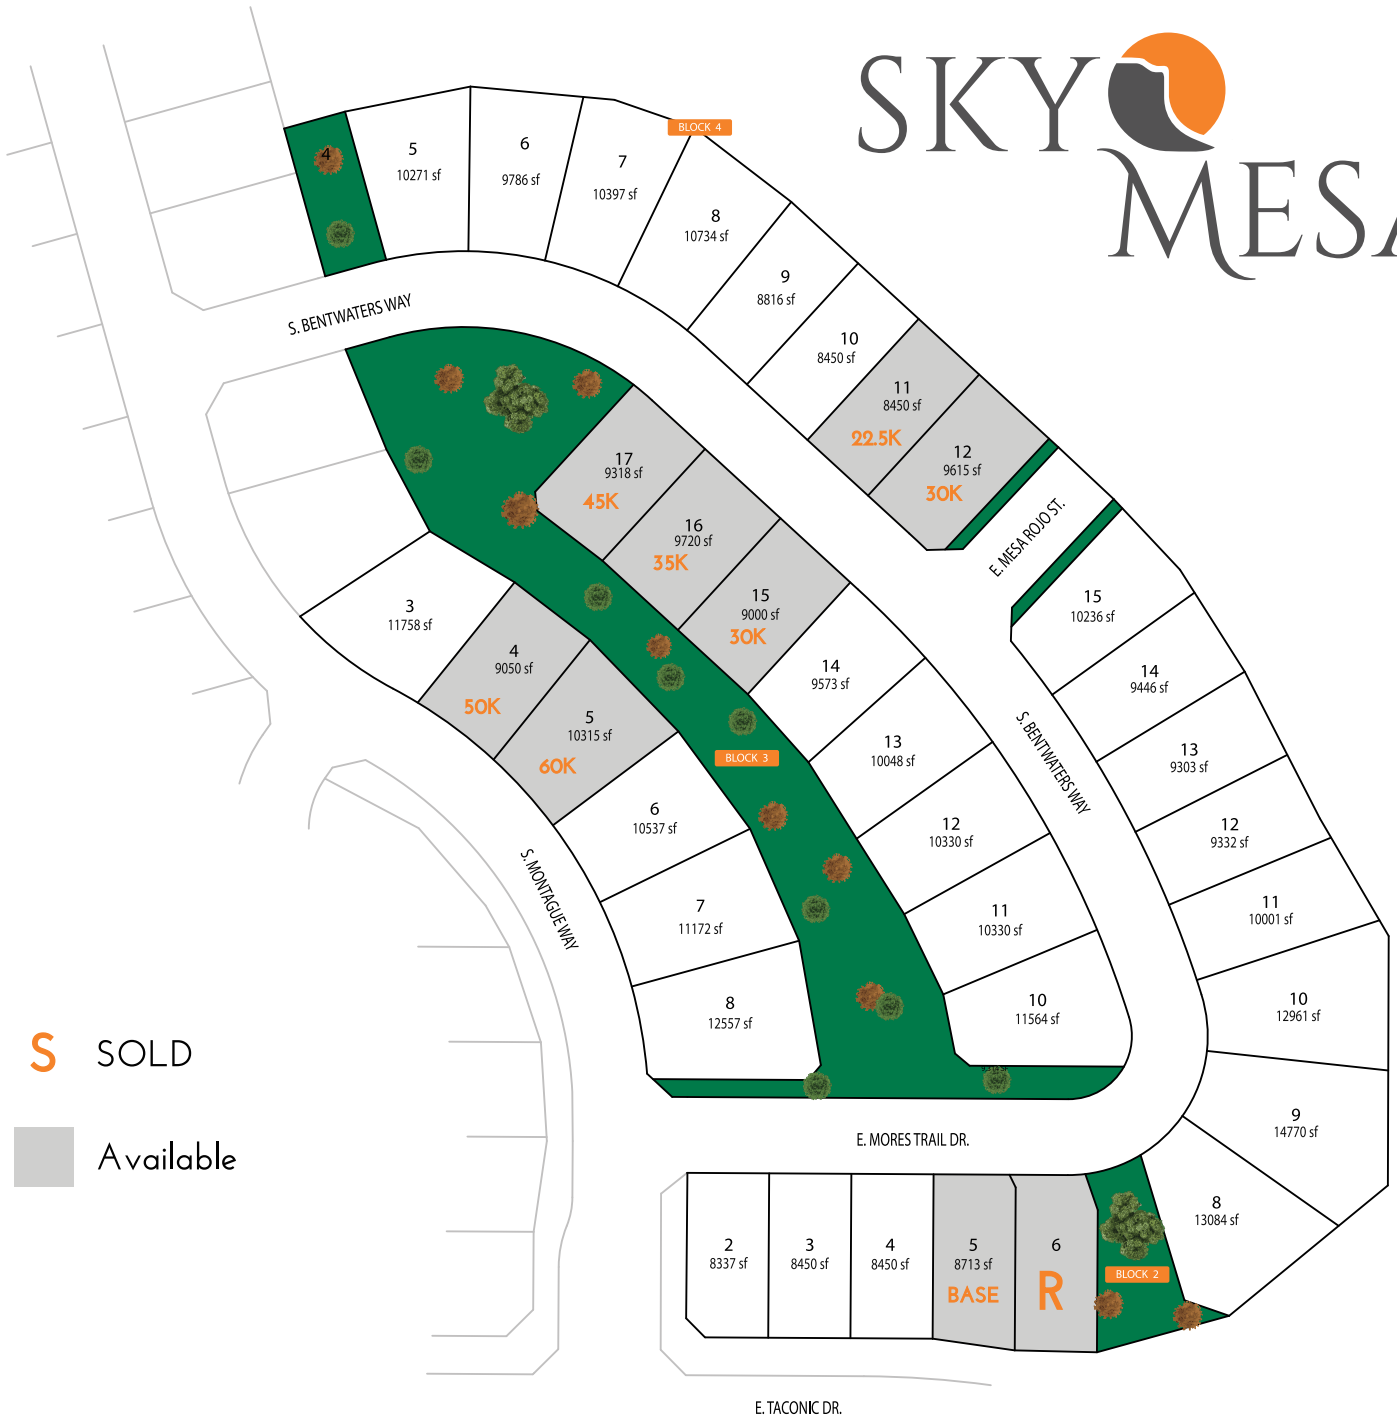 SKY
MESA
BLOCK 4
4
5
10271 sf
6
9786 sf
7
10397 sf
8
10734 sf
9
8816 sf
10
8450 sf
11
8450 sf
22.5K
12
9615 sf
30K
S. BENTWATERS WAY
E. MESA ROJO ST.
17
9318 sf
45K
16
9720 sf
35K
15
9000 sf
30K
14
9573 sf
13
10048 sf
12
10330 sf
11
10330 sf
10
11564 sf
3
11758 sf
4
9050 sf
50K
5
10315 sf
60K
6
10537 sf
7
11172 sf
8
12557 sf
BLOCK 3
S. MONTAGUE WAY
S. BENTWATERS WAY
15
10236 sf
14
9446 sf
13
9303 sf
12
9332 sf
11
10001 sf
10
12961 sf
9
14770 sf
8
13084 sf
S SOLD
Available
E. MORES TRAIL DR.
2
8337 sf
3
8450 sf
4
8450 sf
5
8713 sf
BASE
6
R
BLOCK 2
E. TACONIC DR.